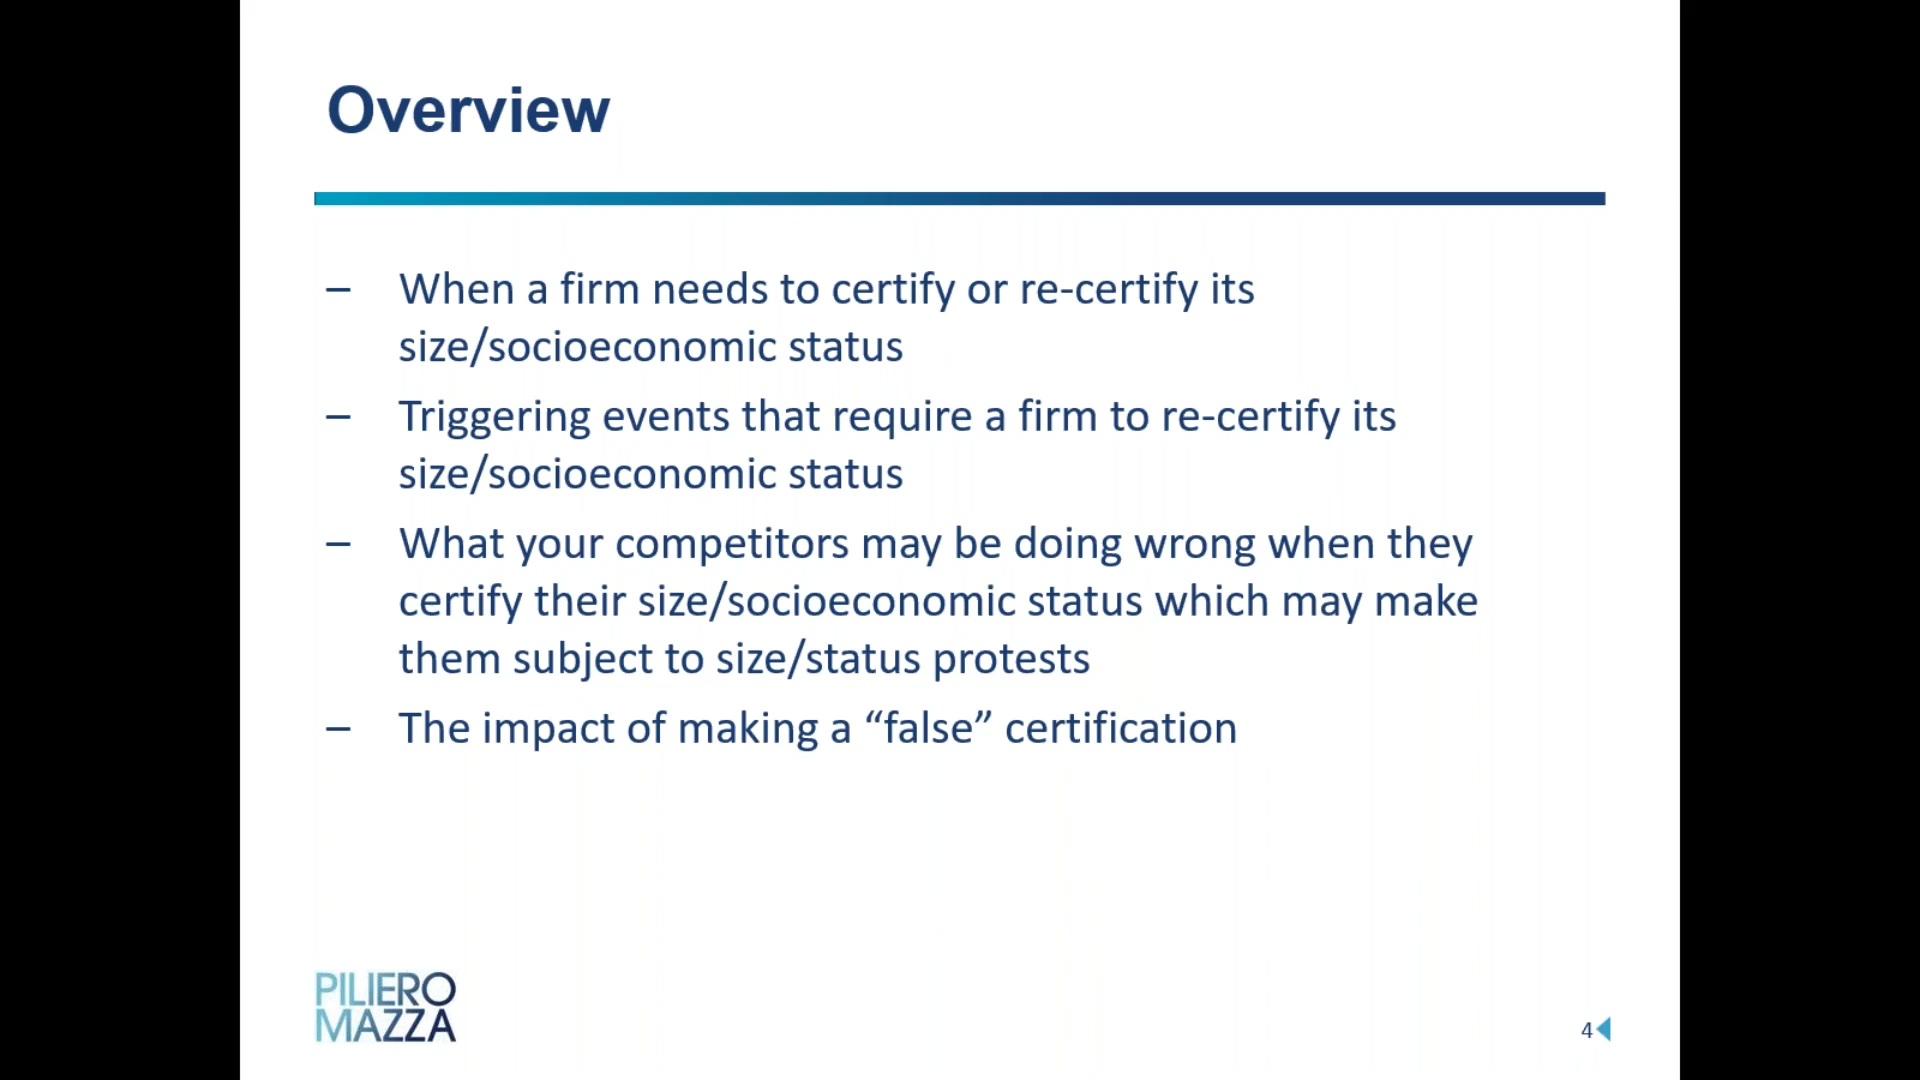 Overview
– When a firm needs to certify or re-certify its
size/socioeconomic status
– Triggering events that require a firm to re-certify its
size/socioeconomic status
– What your competitors may be doing wrong when they
certify their size/socioeconomic status which may make
them subject to size/status protests
– The impact of making a “false” certification
PILIERO
MAZZA
4